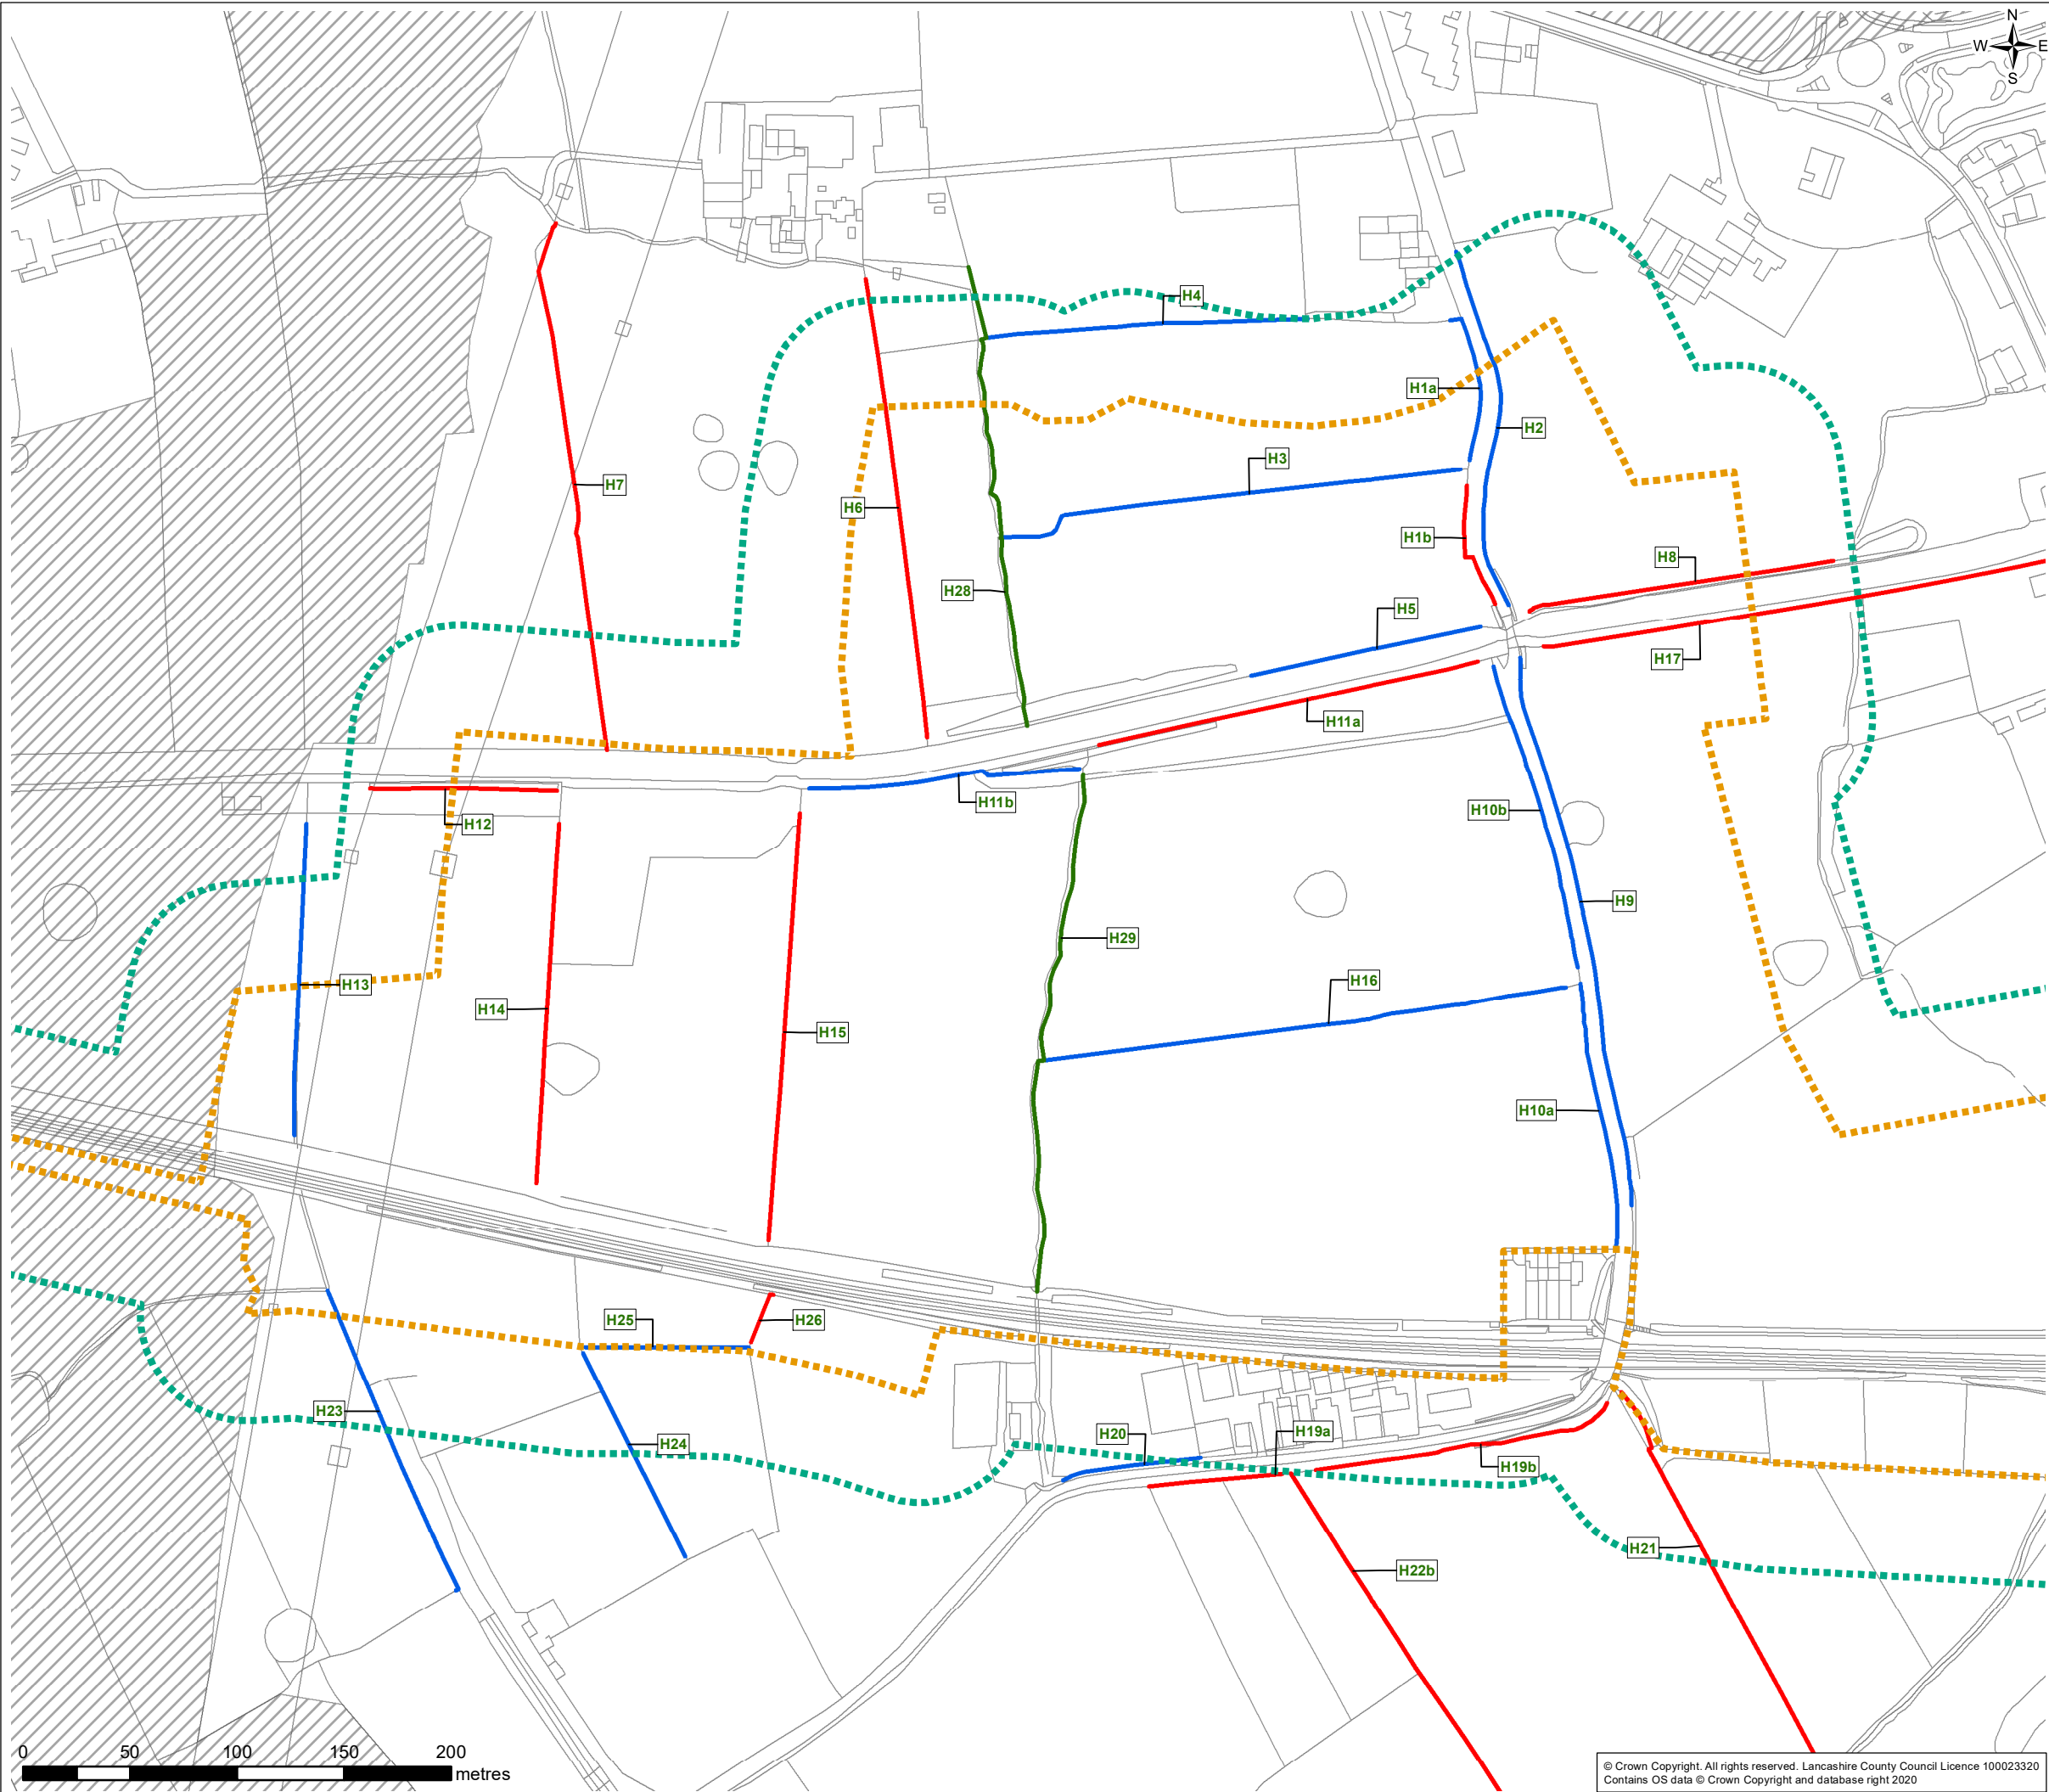 N
W E
S
H4
H1a
H2
H3
H7
H6
H1b
H8
H28
H5
H17
H11a
H11b
H10b
H12
H9
H29
H16
H13
H14
H15
H10a
H25
H26
H23
H20
H19a
H24
H19b
H21
H22b
0 50 100 150 200
metres
© Crown Copyright. All rights reserved. Lancashire County Council Licence 100023320
Contains OS data © Crown Copyright and database right 2020